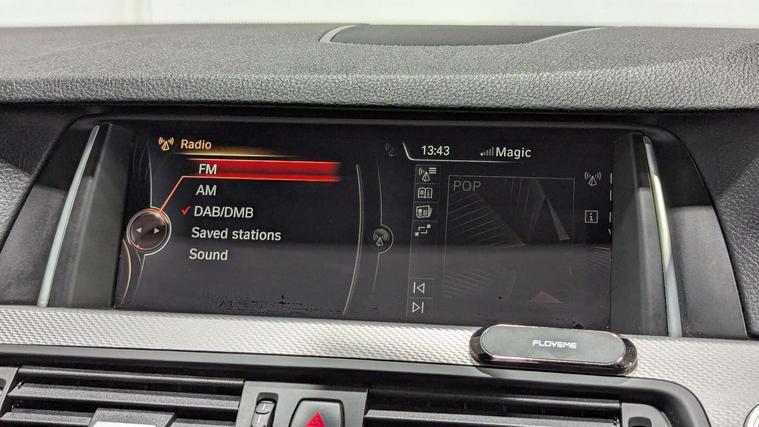 Radio
FM
AM
DAB/DMB
Saved stations
Sound
13:43
Magic
POP
FLOVEME